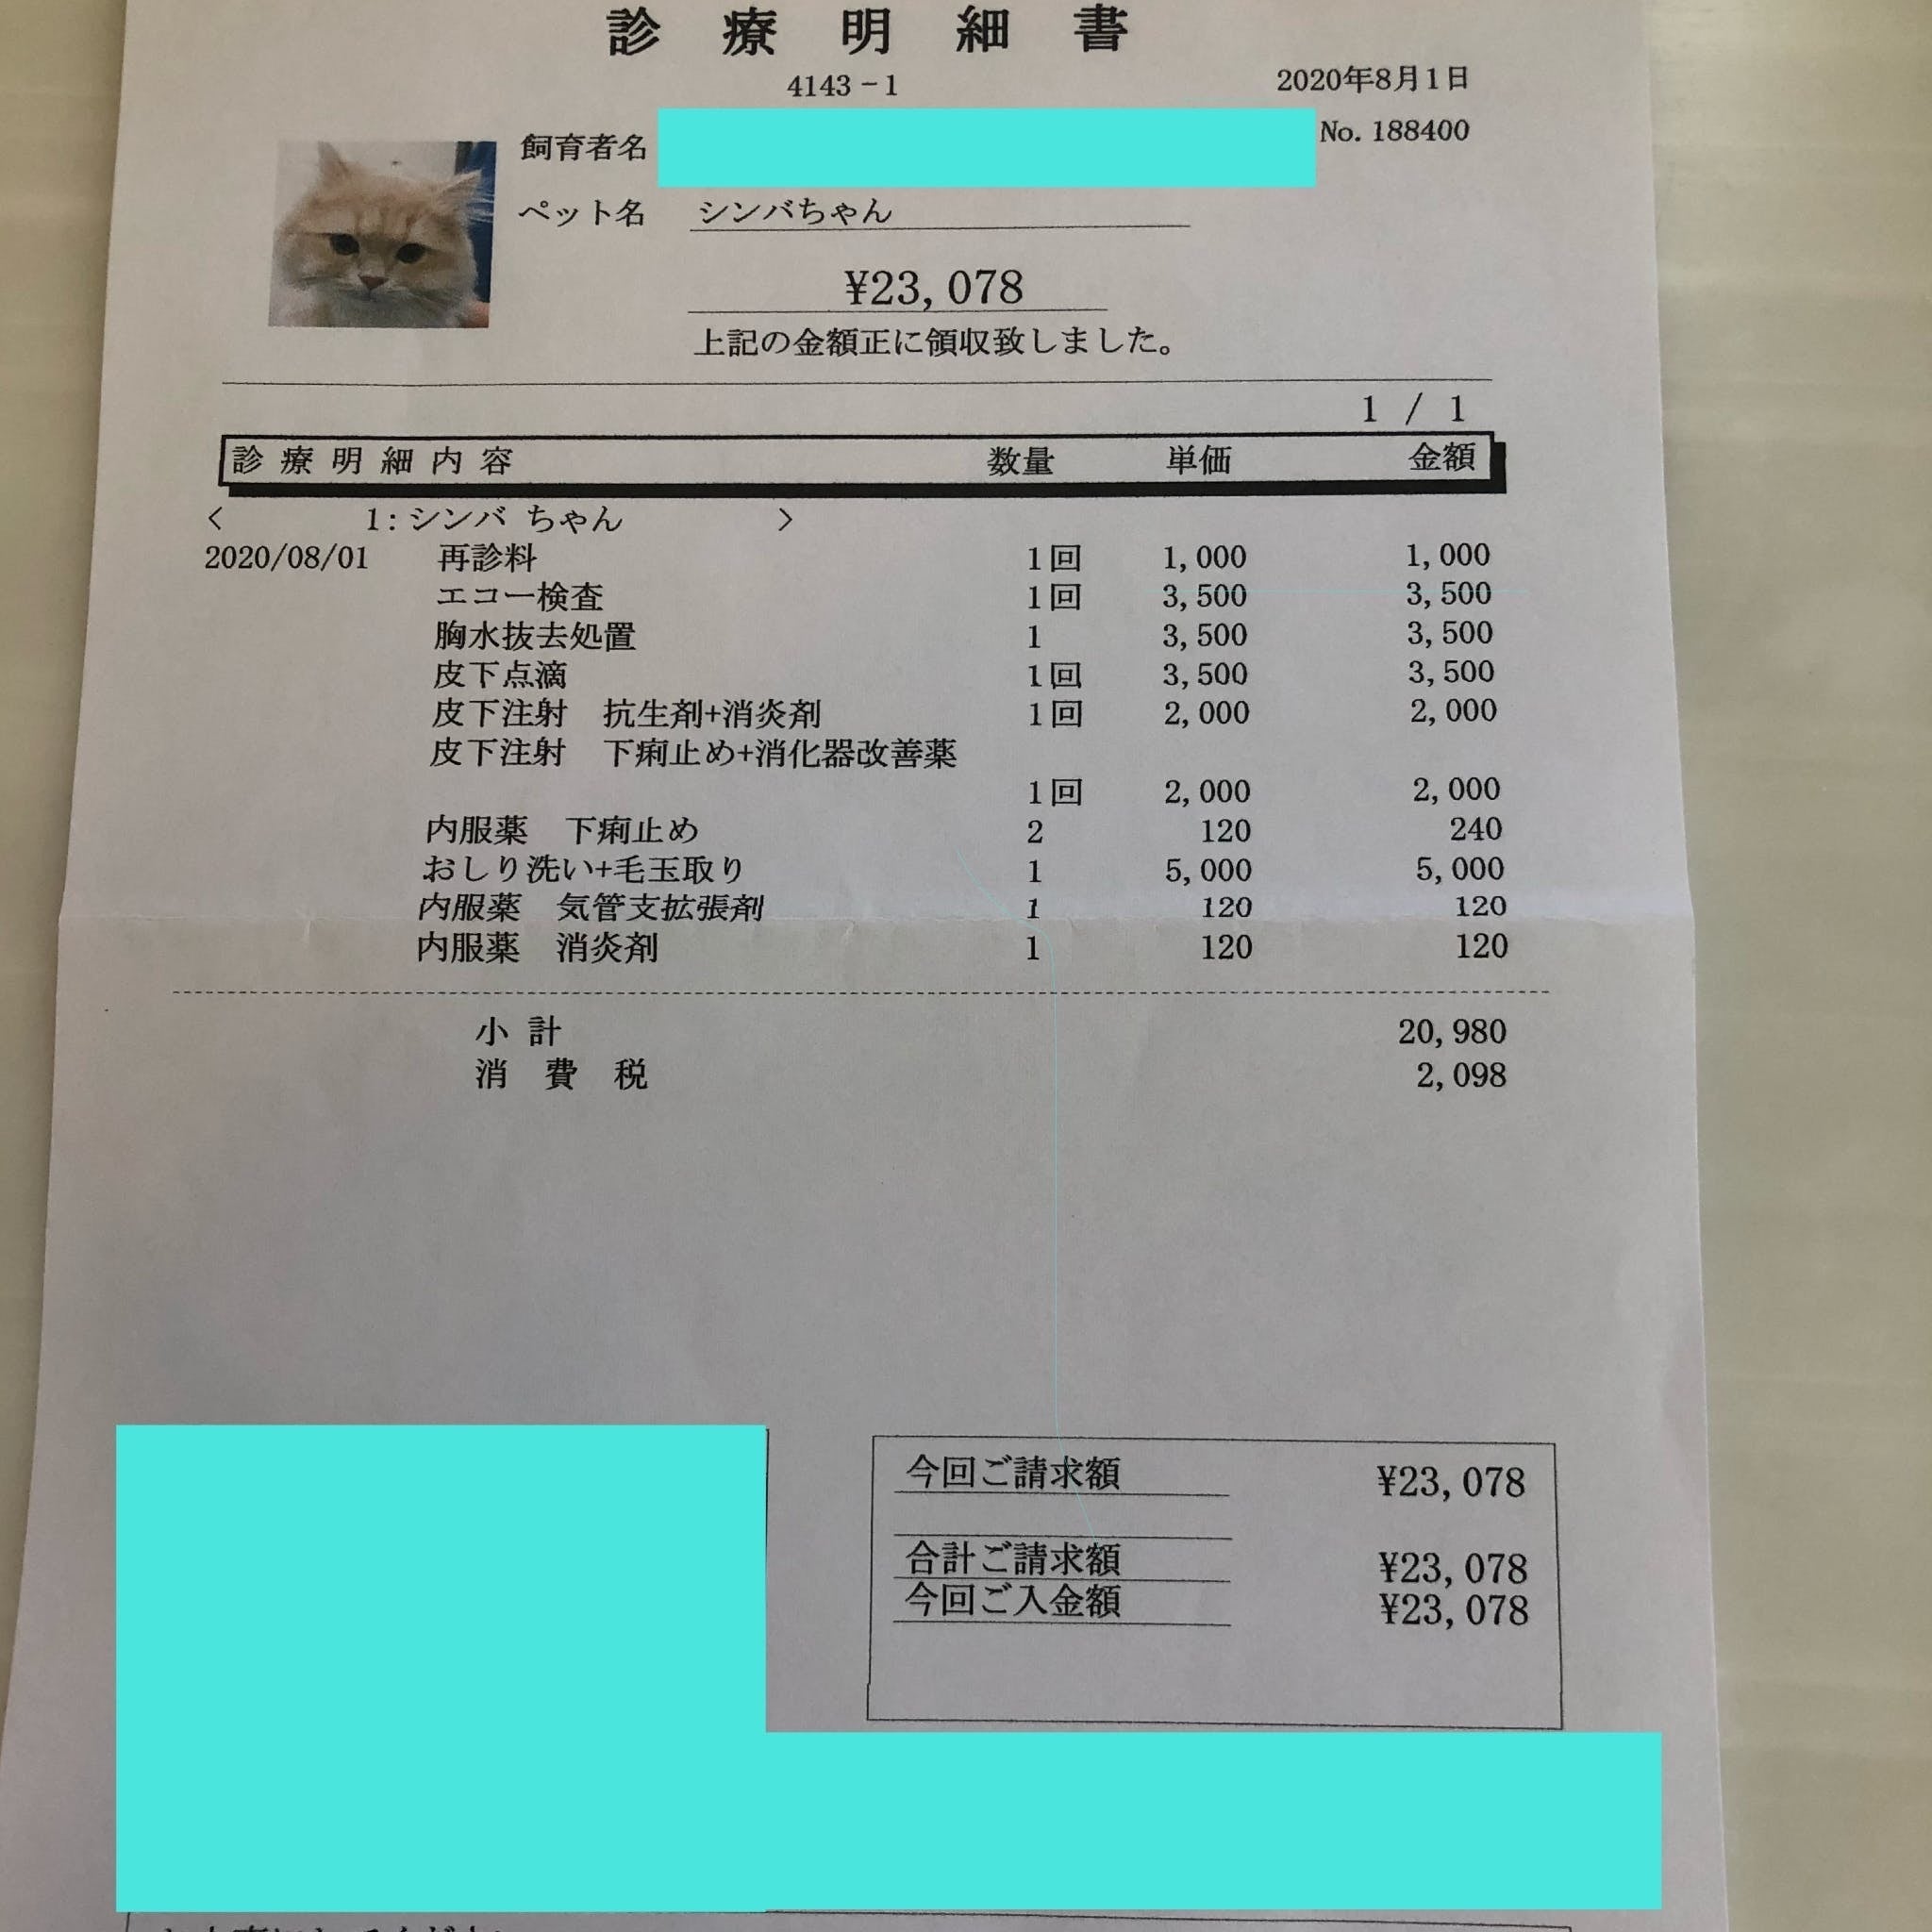 診療明細書
4143-1
2020年8月1日
飼育者名
No. 188400
ペット名 シンバちゃん
¥23,078
上記の金額正に領収致しました。
1 / 1
診療明細内容 数量 単価 金額
< 1:シンバ ちゃん >
2020/08/01 再診料 1回 1,000 1,000
エコー検査 1回 3,500 3,500
胸水抜去処置 1 3,500 3,500
皮下点滴 1回 3,500 3,500
皮下注射 抗生剤+消炎剤 1回 2,000 2,000
皮下注射 下痢止め+消化器改善薬
1回 2,000 2,000
内服薬 下痢止め 2 120 240
おしり洗い+毛玉取り 1 5,000 5,000
内服薬 気管支拡張剤 1 120 120
内服薬 消炎剤 1 120 120
小計 20,980
消費税 2,098
今回ご請求額 ¥23,078
合計ご請求額 ¥23,078
今回ご入金額 ¥23,078